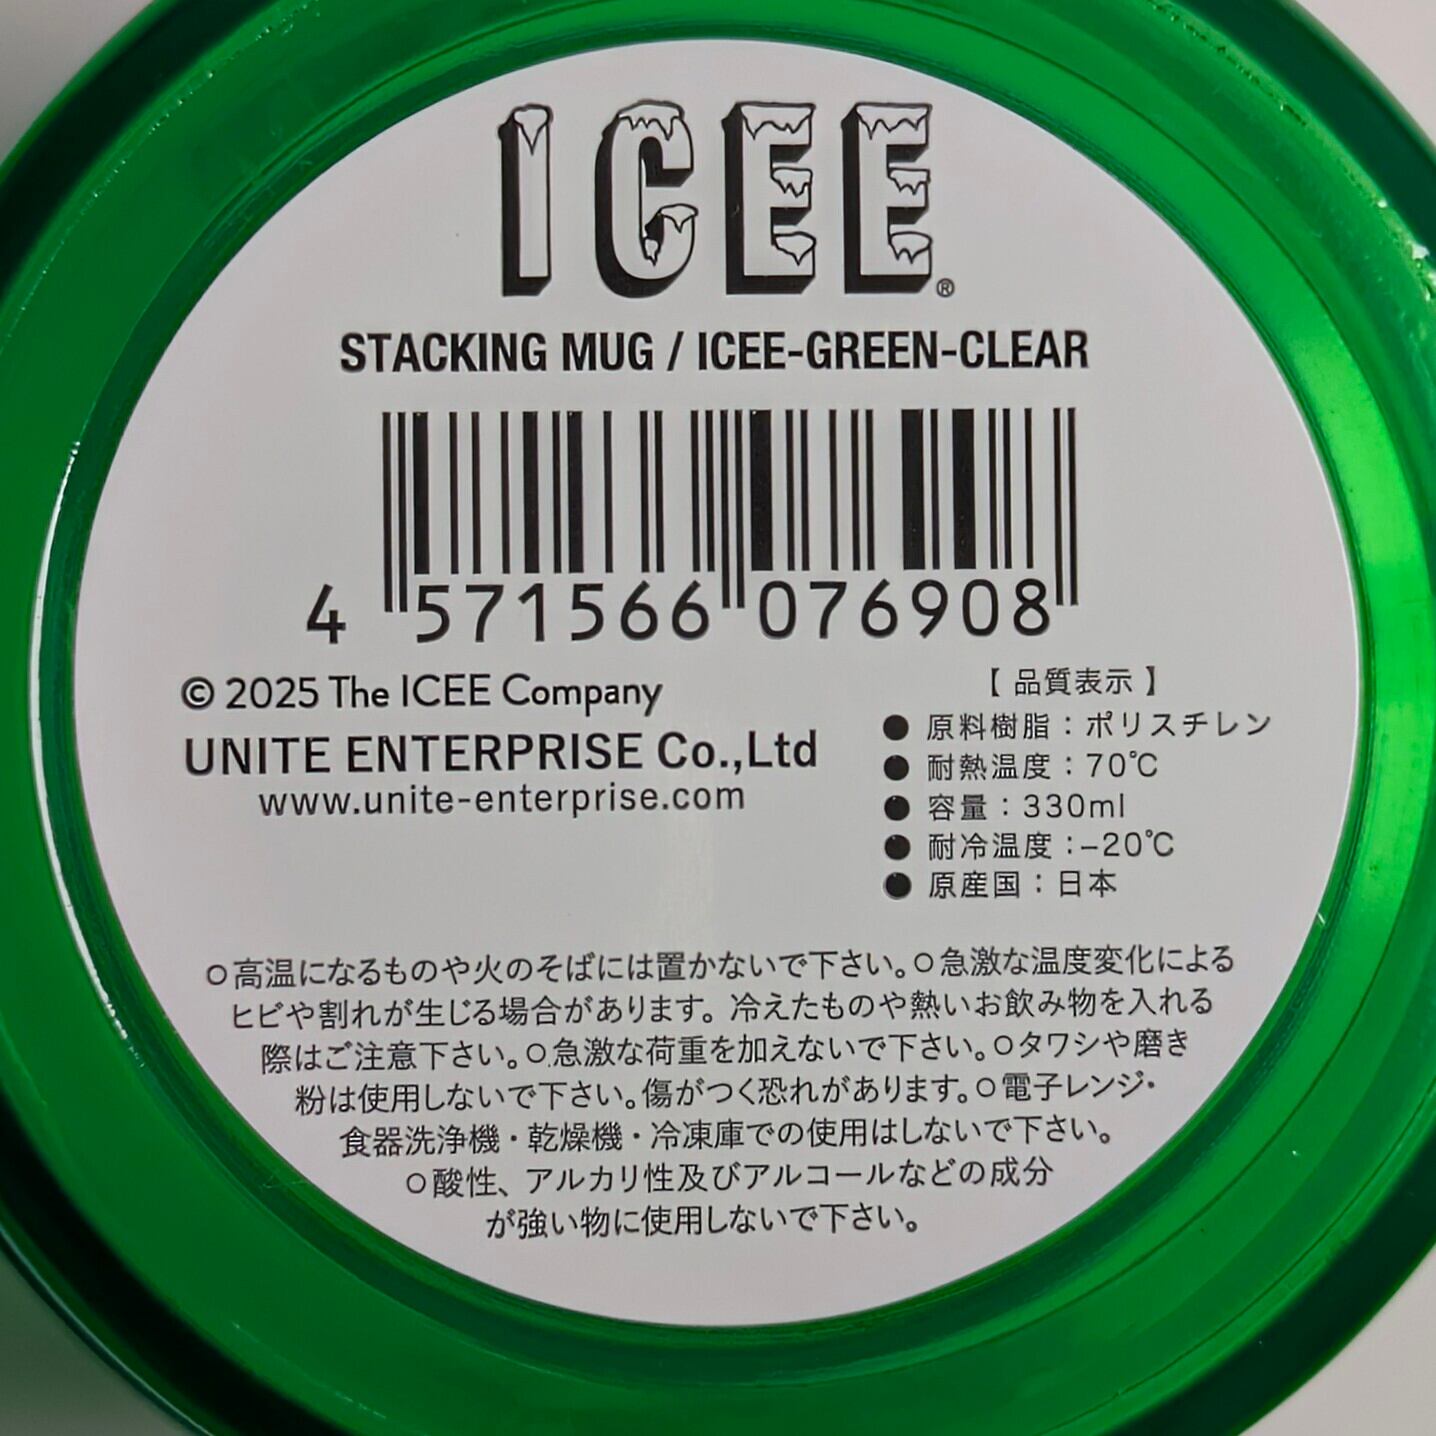 ICEE®
STACKING MUG / ICEE-GREEN-CLEAR
4 571566 076908
© 2025 The ICEE Company
UNITE ENTERPRISE Co.,Ltd
www.unite-enterprise.com
【 品質表示 】
● 原料樹脂：ポリスチレン
● 耐熱温度：70℃
● 容量：330ml
● 耐冷温度：-20℃
● 原産国：日本
○高温になるものや火のそばには置かないで下さい。○急激な温度変化による
ヒビや割れが生じる場合があります。冷えたものや熱いお飲み物を入れる
際はご注意下さい。○急激な荷重を加えないで下さい。○タワシや磨き
粉は使用しないで下さい。傷がつく恐れがあります。○電子レンジ・
食器洗浄機・乾燥機・冷凍庫での使用はしないで下さい。
○酸性、アルカリ性及びアルコールなどの成分
が強い物に使用しないで下さい。